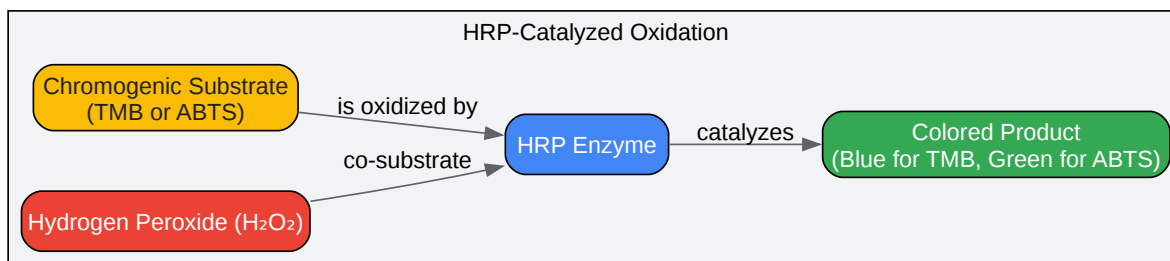 HRP-Catalyzed Oxidation
Chromogenic Substrate
(TMB or ABTS)
is oxidized by
co-substrate
Hydrogen Peroxide (H₂O₂)
HRP Enzyme
catalyzes
Colored Product
(Blue for TMB, Green for ABTS)